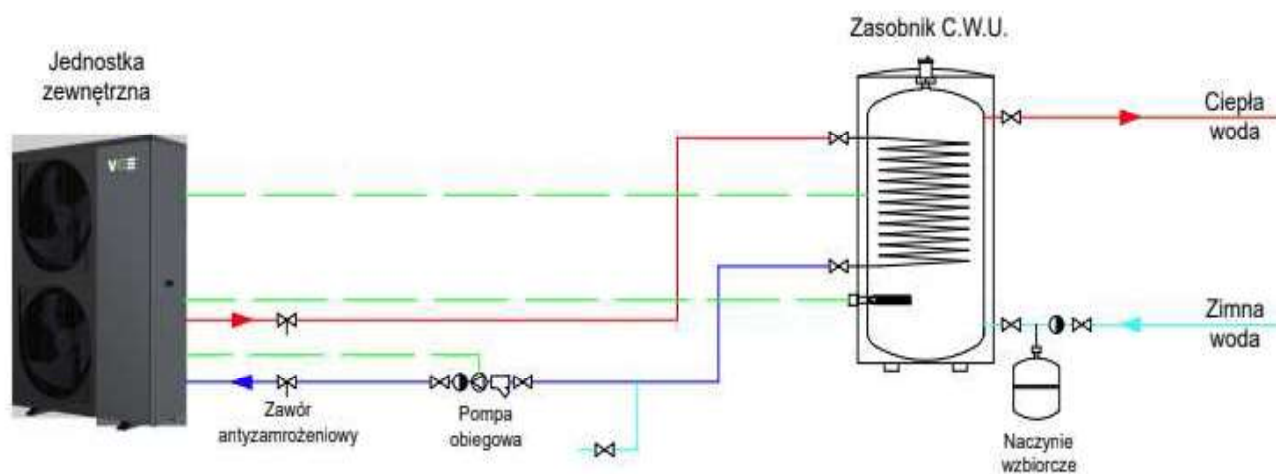 Zasobnik C.W.U.
Jednostka
zewnętrzna
Ciepła
woda
Zimna
woda
Zawór
antyzamrożeniowy
Pompa
obiegowa
Naczynie
wzbiorcze